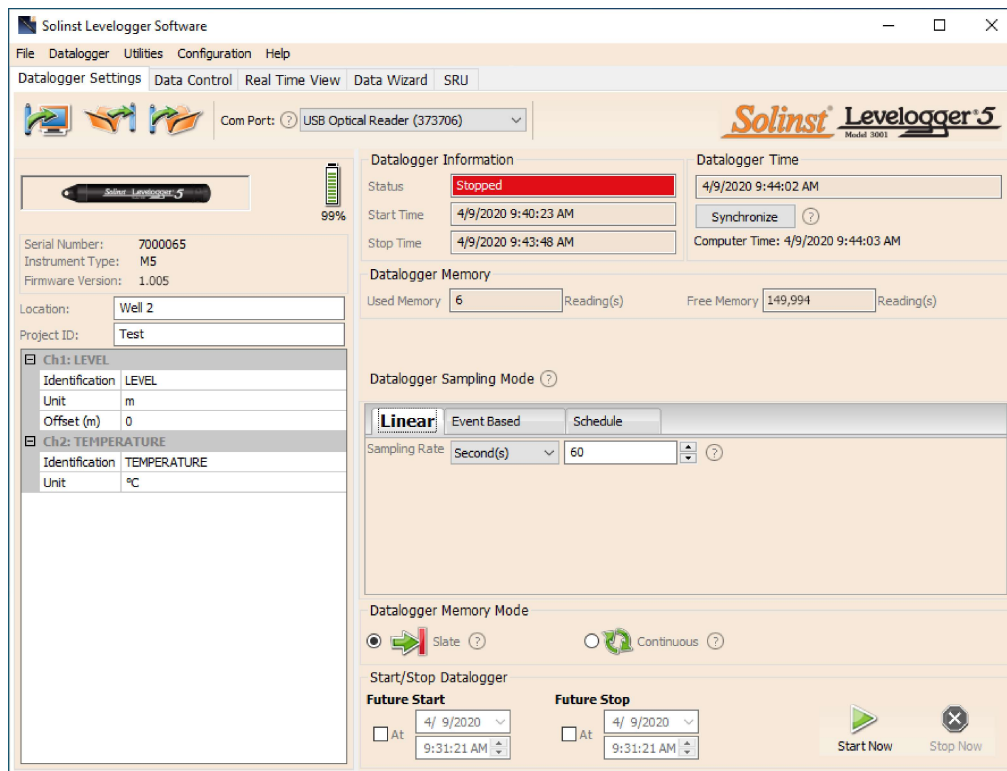 Solinst Levelogger Software
File Datalogger Utilities Configuration Help
Datalogger Settings Data Control Real Time View Data Wizard SRU
Com Port: ? USB Optical Reader (373706)
Solinst® Levelogger® 5
Model 3001
Solinst Levelogger 5
99%
Serial Number: 7000065
Instrument Type: M5
Firmware Version: 1.005
Location: Well 2
Project ID: Test
Ch1: LEVEL
Identification LEVEL
Unit m
Offset (m) 0
Ch2: TEMPERATURE
Identification TEMPERATURE
Unit ºC
Datalogger Information
Status Stopped
Start Time 4/9/2020 9:40:23 AM
Stop Time 4/9/2020 9:43:48 AM
Datalogger Time
4/9/2020 9:44:02 AM
Synchronize ?
Computer Time: 4/9/2020 9:44:03 AM
Datalogger Memory
Used Memory 6 Reading(s) Free Memory 149,994 Reading(s)
Datalogger Sampling Mode ?
Linear Event Based Schedule
Sampling Rate Second(s) 60 ?
Datalogger Memory Mode
Slate ? Continuous ?
Start/Stop Datalogger
Future Start
At 4/ 9/2020
9:31:21 AM
Future Stop
At 4/ 9/2020
9:31:21 AM
Start Now Stop Now